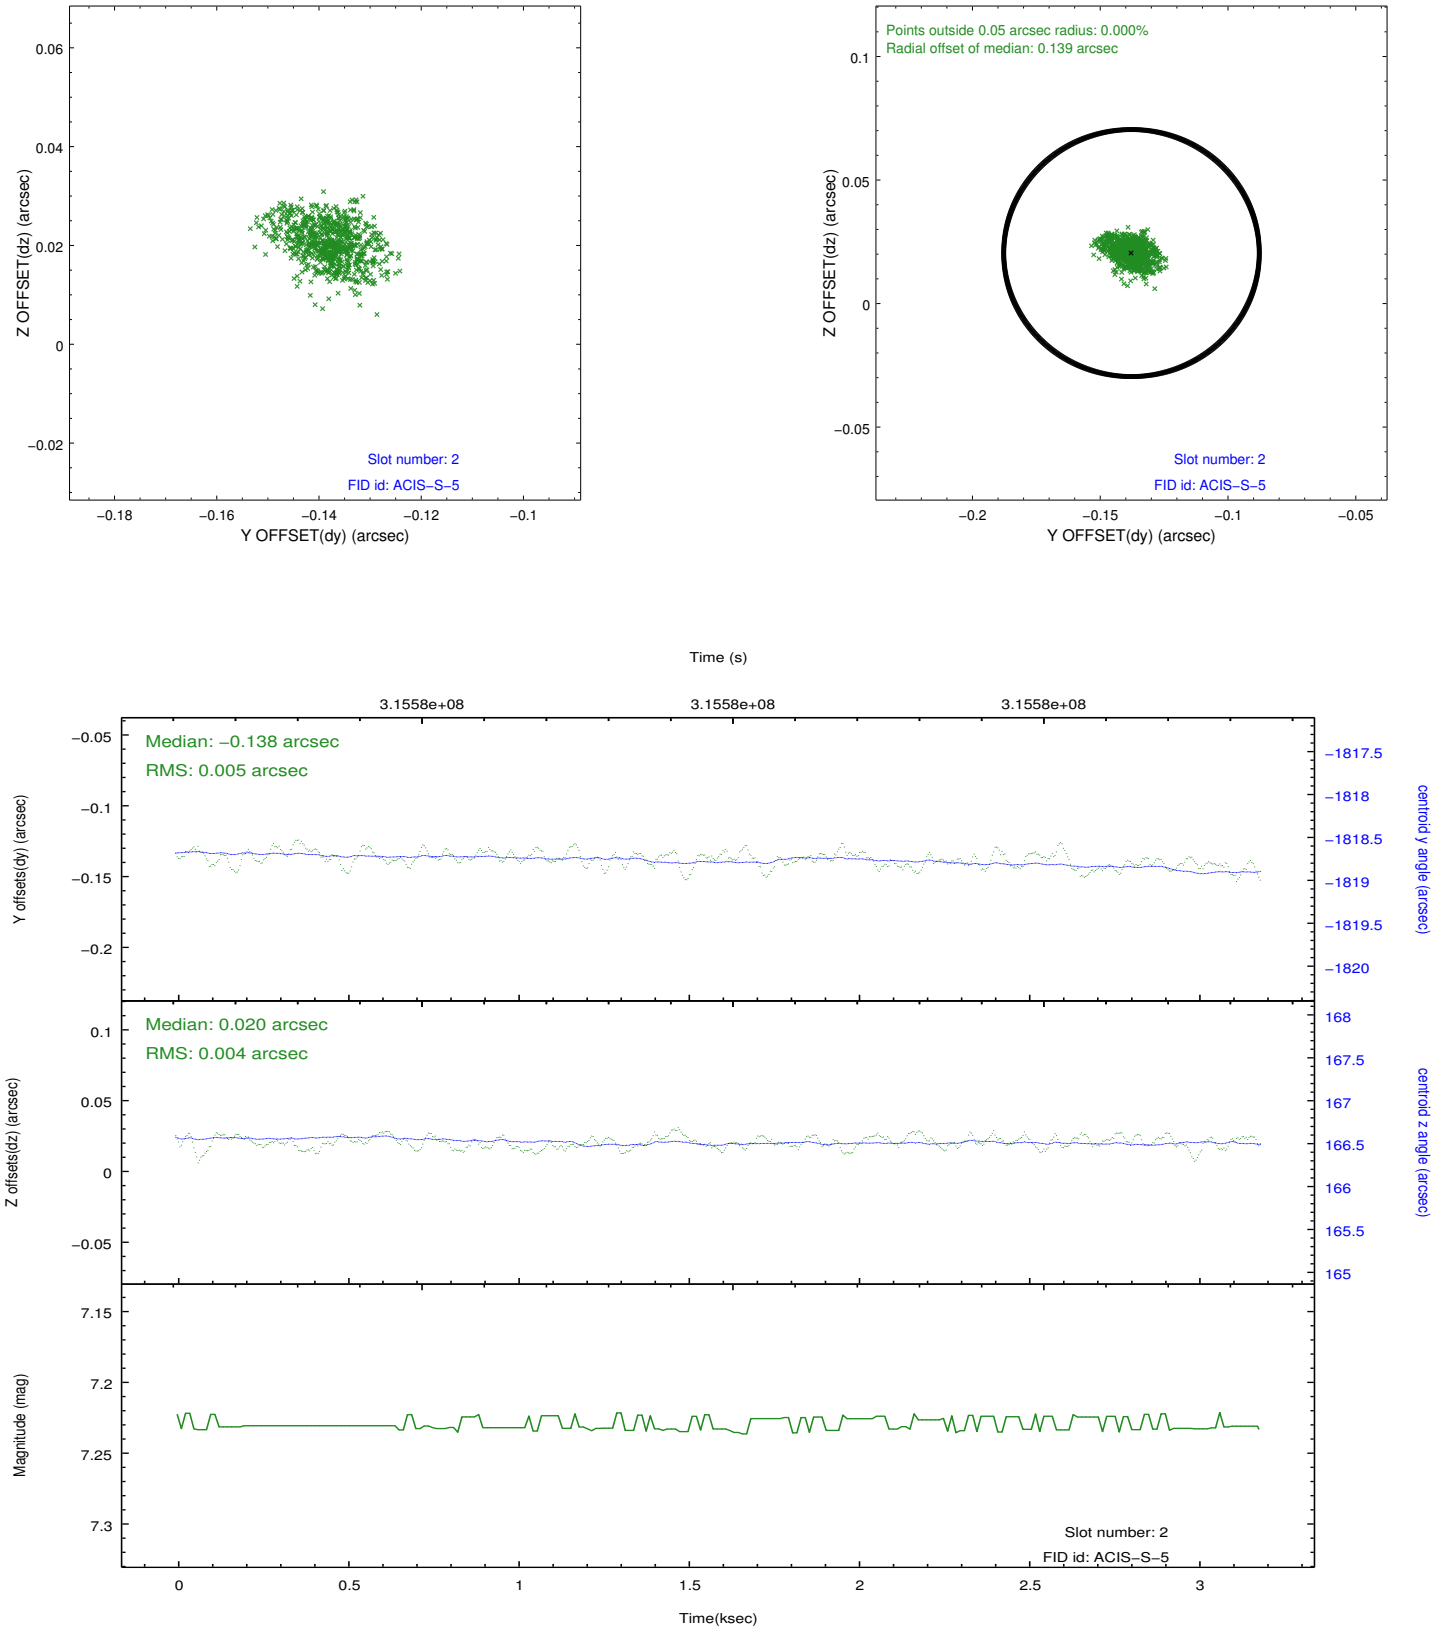 0.06
0.04
0.02
0
−0.02
Z OFFSET(dz) (arcsec)
Slot number: 2
FID id: ACIS−S−5
−0.18 −0.16 −0.14 −0.12 −0.1
Y OFFSET(dy) (arcsec)
Points outside 0.05 arcsec radius: 0.000%
Radial offset of median: 0.139 arcsec
0.1
0.05
0
−0.05
Z OFFSET(dz) (arcsec)
Slot number: 2
FID id: ACIS−S−5
−0.2 −0.15 −0.1 −0.05
Y OFFSET(dy) (arcsec)
Time (s)
3.1558e+08 3.1558e+08 3.1558e+08
Median: −0.138 arcsec
RMS: 0.005 arcsec
−0.05
−0.1
−0.15
−0.2
Y offsets(dy) (arcsec)
−1817.5
−1818
−1818.5
−1819
−1819.5
−1820
centroid y angle (arcsec)
Median: 0.020 arcsec
RMS: 0.004 arcsec
0.1
0.05
0
−0.05
Z offsets(dz) (arcsec)
168
167.5
167
166.5
166
165.5
165
centroid z angle (arcsec)
7.15
7.2
7.25
7.3
Magnitude (mag)
Slot number: 2
FID id: ACIS−S−5
0 0.5 1 1.5 2 2.5 3
Time(ksec)